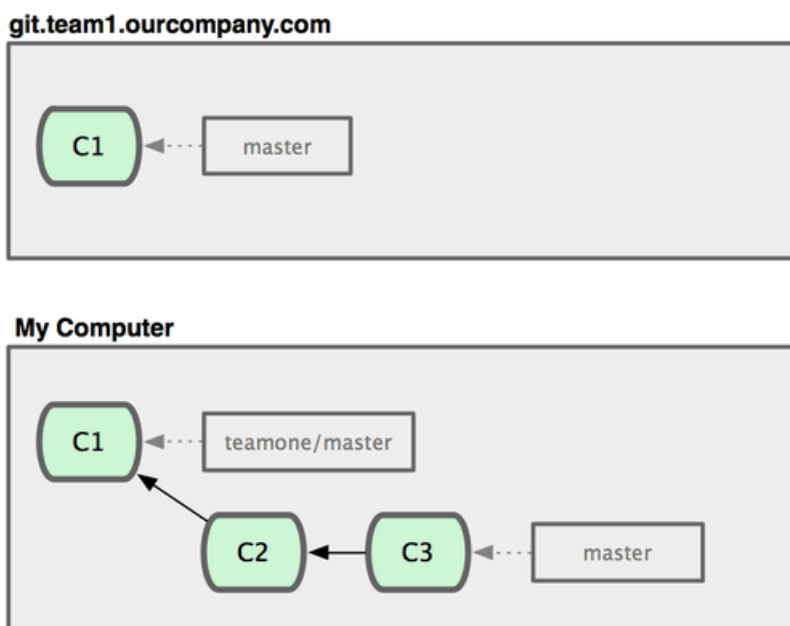 git.team1.ourcompany.com
C1
master
My Computer
C1
teamone/master
C2
C3
master